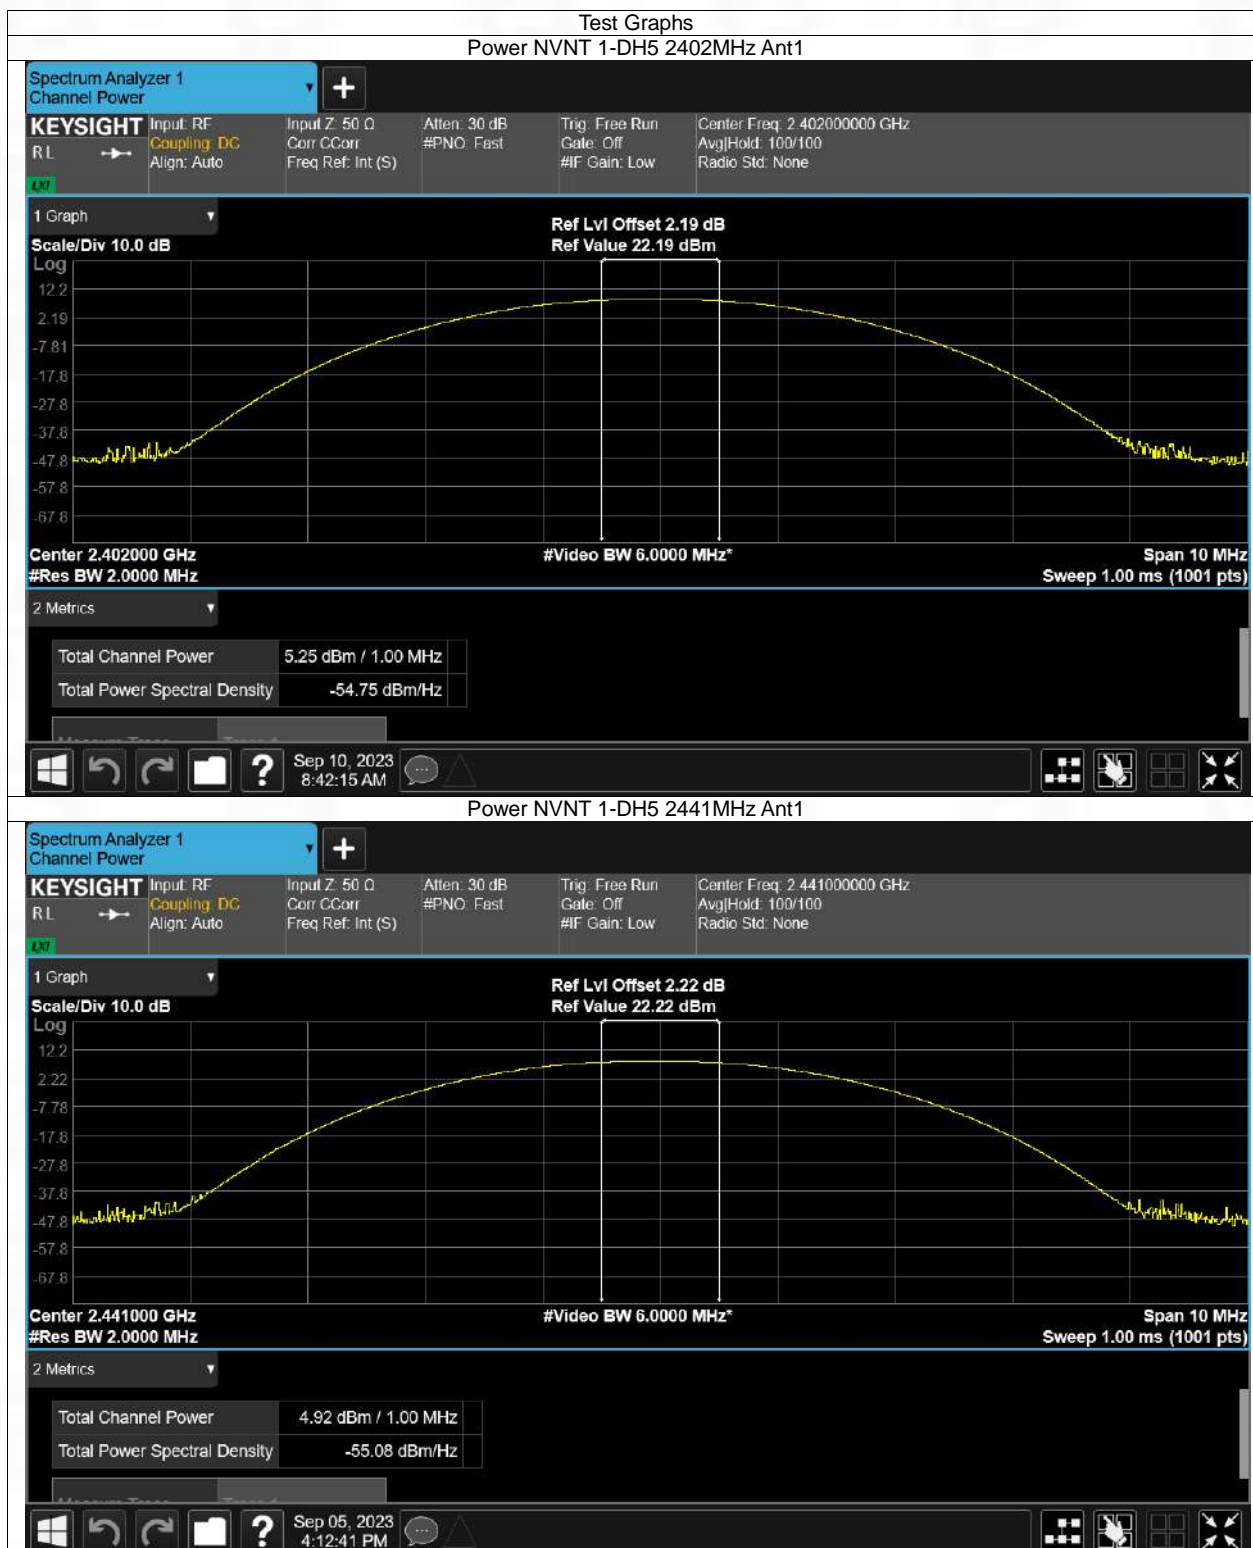 Test Graphs
Power NVNT 1-DH5 2402MHz Ant1
Spectrum Analyzer 1
Channel Power
KEYSIGHT
RL
LXI
Input: RF
Coupling: DC
Align: Auto
Input Z: 50 Ω
Corr CCorr
Freq Ref: Int (S)
Atten: 30 dB
#PNO: Fast
Trig: Free Run
Gate: Off
#IF Gain: Low
Center Freq: 2.402000000 GHz
Avg|Hold: 100/100
Radio Std: None
1 Graph
Scale/Div 10.0 dB
Ref Lvl Offset 2.19 dB
Ref Value 22.19 dBm
Log
12.2
2.19
-7.81
-17.8
-27.8
-37.8
-47.8
-57.8
-67.8
Center 2.402000 GHz
#Video BW 6.0000 MHz*
Span 10 MHz
#Res BW 2.0000 MHz
Sweep 1.00 ms (1001 pts)
2 Metrics
Total Channel Power 5.25 dBm / 1.00 MHz
Total Power Spectral Density -54.75 dBm/Hz
?
Sep 10, 2023
8:42:15 AM
Power NVNT 1-DH5 2441MHz Ant1
Spectrum Analyzer 1
Channel Power
KEYSIGHT
RL
LXI
Input: RF
Coupling: DC
Align: Auto
Input Z: 50 Ω
Corr CCorr
Freq Ref: Int (S)
Atten: 30 dB
#PNO: Fast
Trig: Free Run
Gate: Off
#IF Gain: Low
Center Freq: 2.441000000 GHz
Avg|Hold: 100/100
Radio Std: None
1 Graph
Scale/Div 10.0 dB
Ref Lvl Offset 2.22 dB
Ref Value 22.22 dBm
Log
12.2
2.22
-7.78
-17.8
-27.8
-37.8
-47.8
-57.8
-67.8
Center 2.441000 GHz
#Video BW 6.0000 MHz*
Span 10 MHz
#Res BW 2.0000 MHz
Sweep 1.00 ms (1001 pts)
2 Metrics
Total Channel Power 4.92 dBm / 1.00 MHz
Total Power Spectral Density -55.08 dBm/Hz
?
Sep 05, 2023
4:12:41 PM